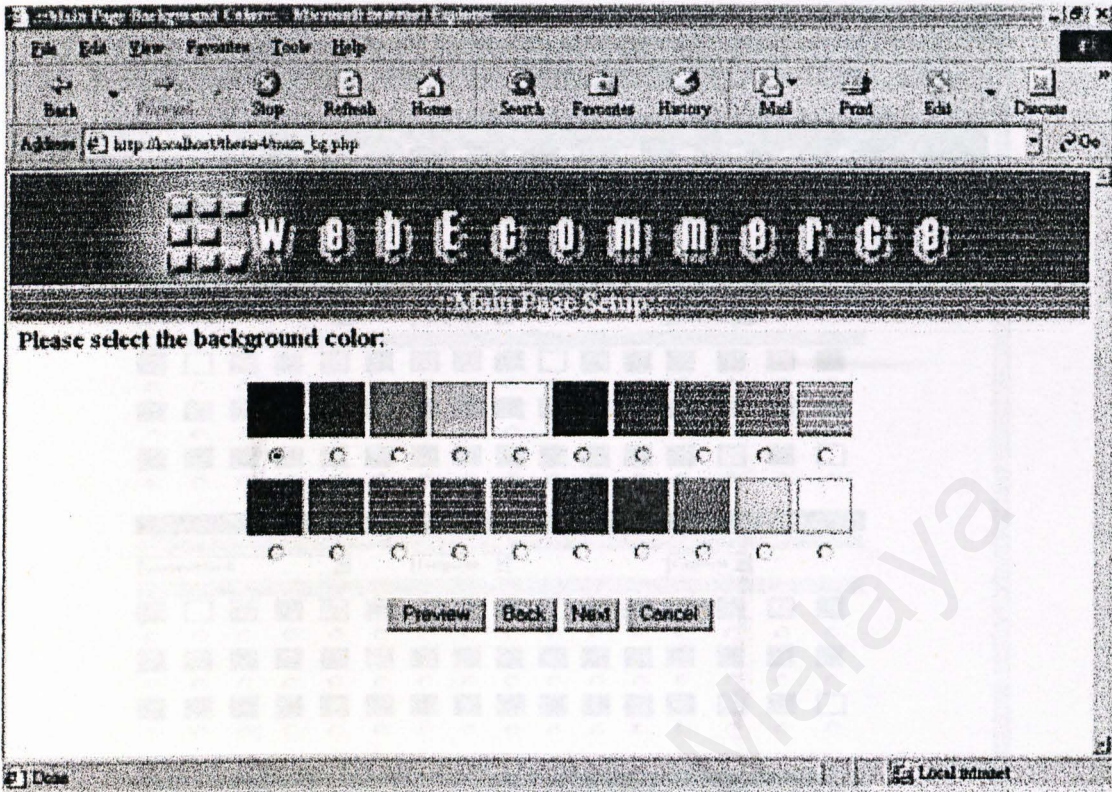 ::Main Page Background Color:: - Microsoft Internet Explorer
File Edit View Favorites Tools Help
Back Forward Stop Refresh Home Search Favorites History Mail Print Edit Discuss
Address http://localhost/thesis4/main_bg.php Go
webEcommerce
::Main Page Setup::
Please select the background color:
Preview Back Next Cancel
Malaya
Done Local intranet